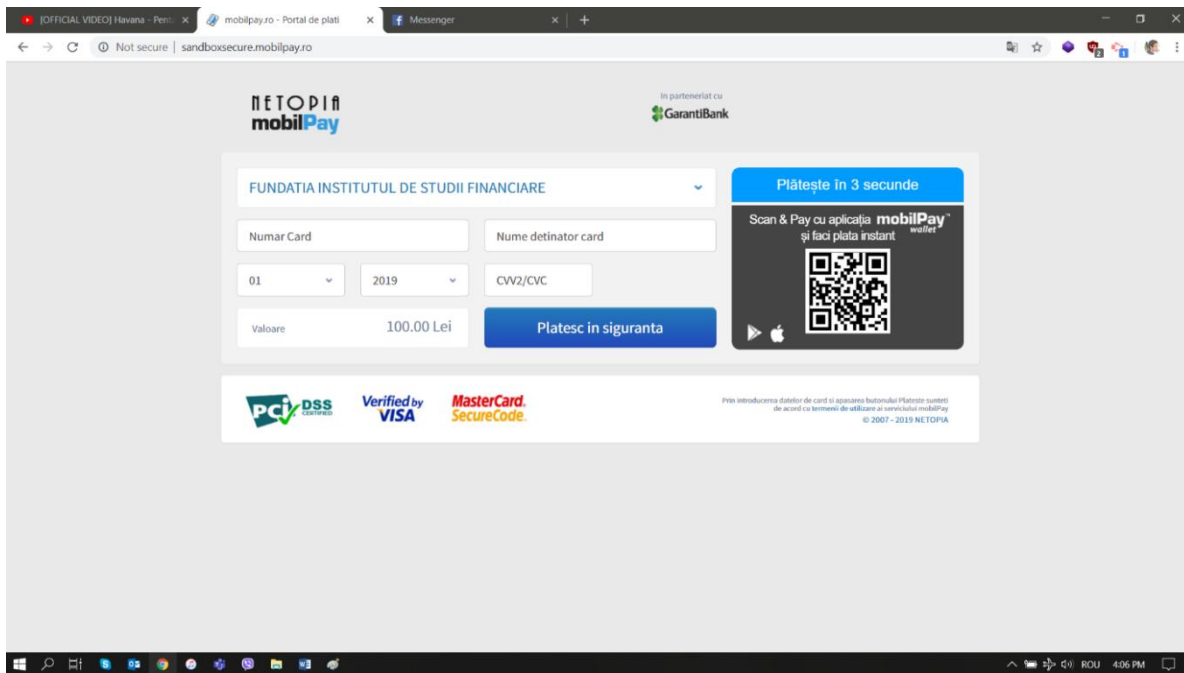 [OFFICIAL VIDEO] Havana - Pent
mobilpay.ro - Portal de plati
Messenger
Not secure | sandboxsecure.mobilpay.ro
NETOPIA
mobilPay
in parteneriat cu
GarantiBank
FUNDATIA INSTITUTUL DE STUDII FINANCIARE
Numar Card
Nume detinator card
01
2019
CVV2/CVC
Valoare
100.00 Lei
Platesc in siguranta
Plătește în 3 secunde
Scan & Pay cu aplicația mobilPay™
wallet
și faci plata instant
PCI DSS
CERTIFIED
Verified by
VISA
MasterCard.
SecureCode.
Prin introducerea datelor de card si apasarea butonului Plateste sunteti
de acord cu termenii de utilizare ai serviciului mobilPay
© 2007 - 2019 NETOPIA
ROU
4:06 PM